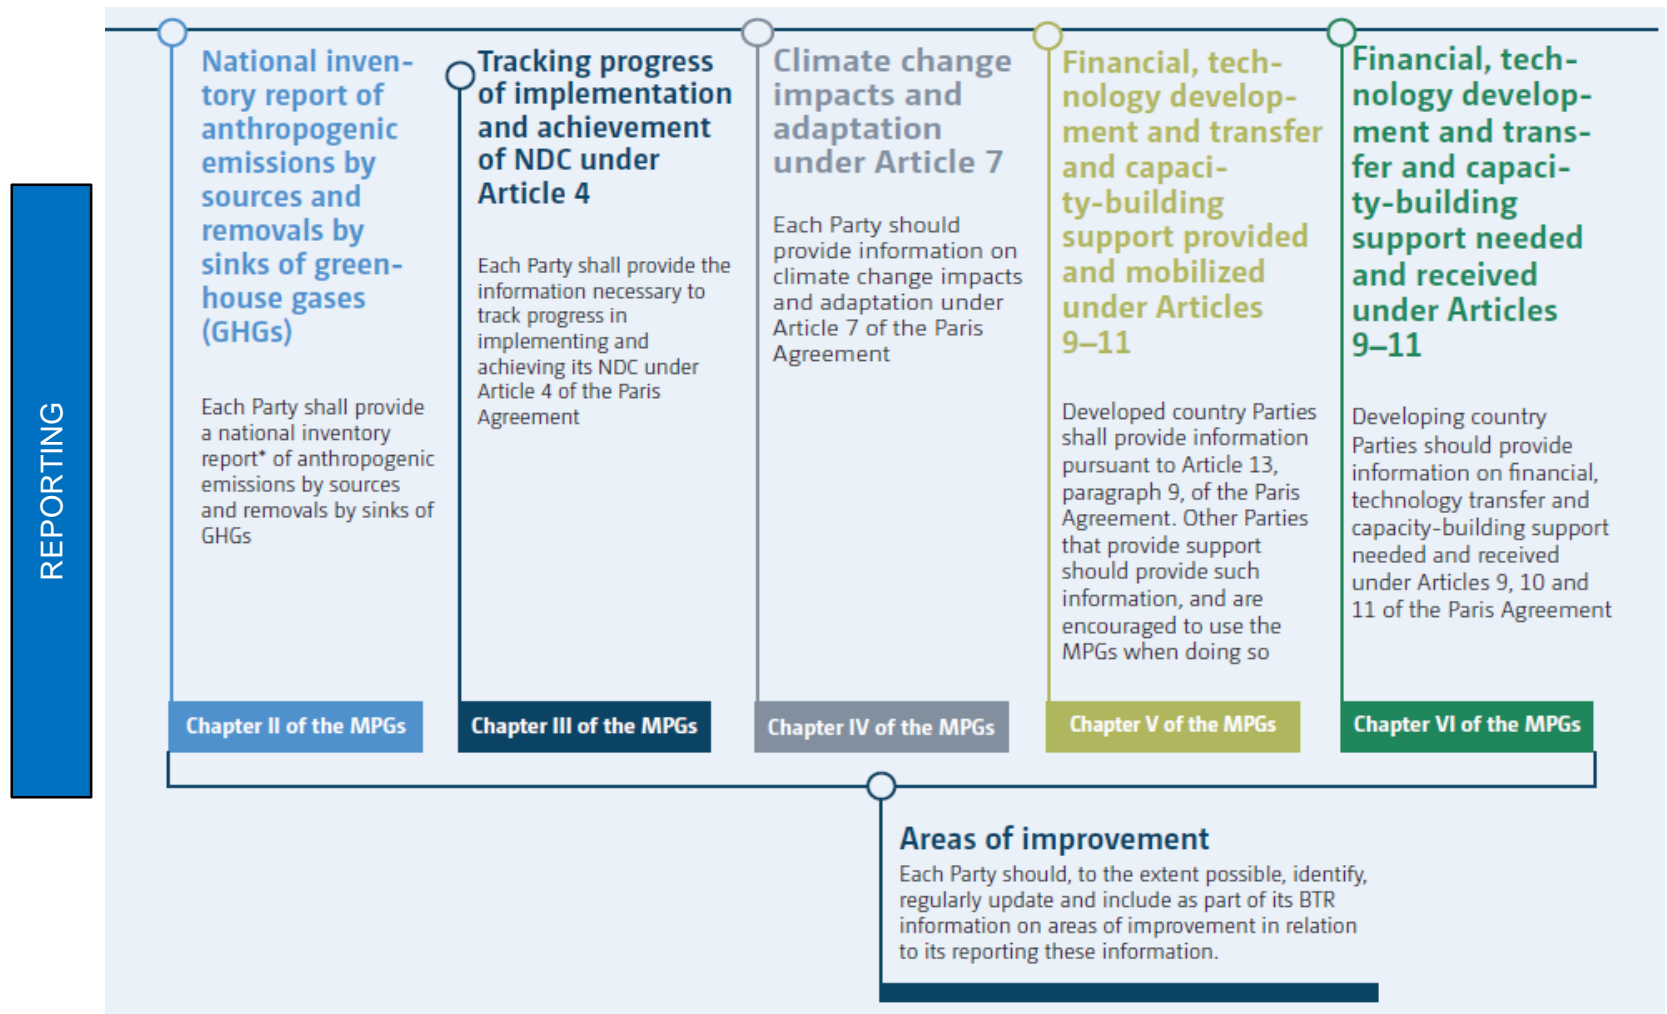 REPORTING
National inven-
tory report of
anthropogenic
emissions by
sources and
removals by
sinks of green-
house gases
(GHGs)
Each Party shall provide
a national inventory
report* of anthropogenic
emissions by sources
and removals by sinks of
GHGs
Chapter II of the MPGs
Tracking progress
of implementation
and achievement
of NDC under
Article 4
Each Party shall provide the
information necessary to
track progress in
implementing and
achieving its NDC under
Article 4 of the Paris
Agreement
Chapter III of the MPGs
Climate change
impacts and
adaptation
under Article 7
Each Party should
provide information on
climate change impacts
and adaptation under
Article 7 of the Paris
Agreement
Chapter IV of the MPGs
Financial, tech-
nology develop-
ment and transfer
and capaci-
ty-building
support provided
and mobilized
under Articles
9–11
Developed country Parties
shall provide information
pursuant to Article 13,
paragraph 9, of the Paris
Agreement. Other Parties
that provide support
should provide such
information, and are
encouraged to use the
MPGs when doing so
Chapter V of the MPGs
Financial, tech-
nology develop-
ment and trans-
fer and capaci-
ty-building
support needed
and received
under Articles
9–11
Developing country
Parties should provide
information on financial,
technology transfer and
capacity-building support
needed and received
under Articles 9, 10 and
11 of the Paris Agreement
Chapter VI of the MPGs
Areas of improvement
Each Party should, to the extent possible, identify,
regularly update and include as part of its BTR
information on areas of improvement in relation
to its reporting these information.